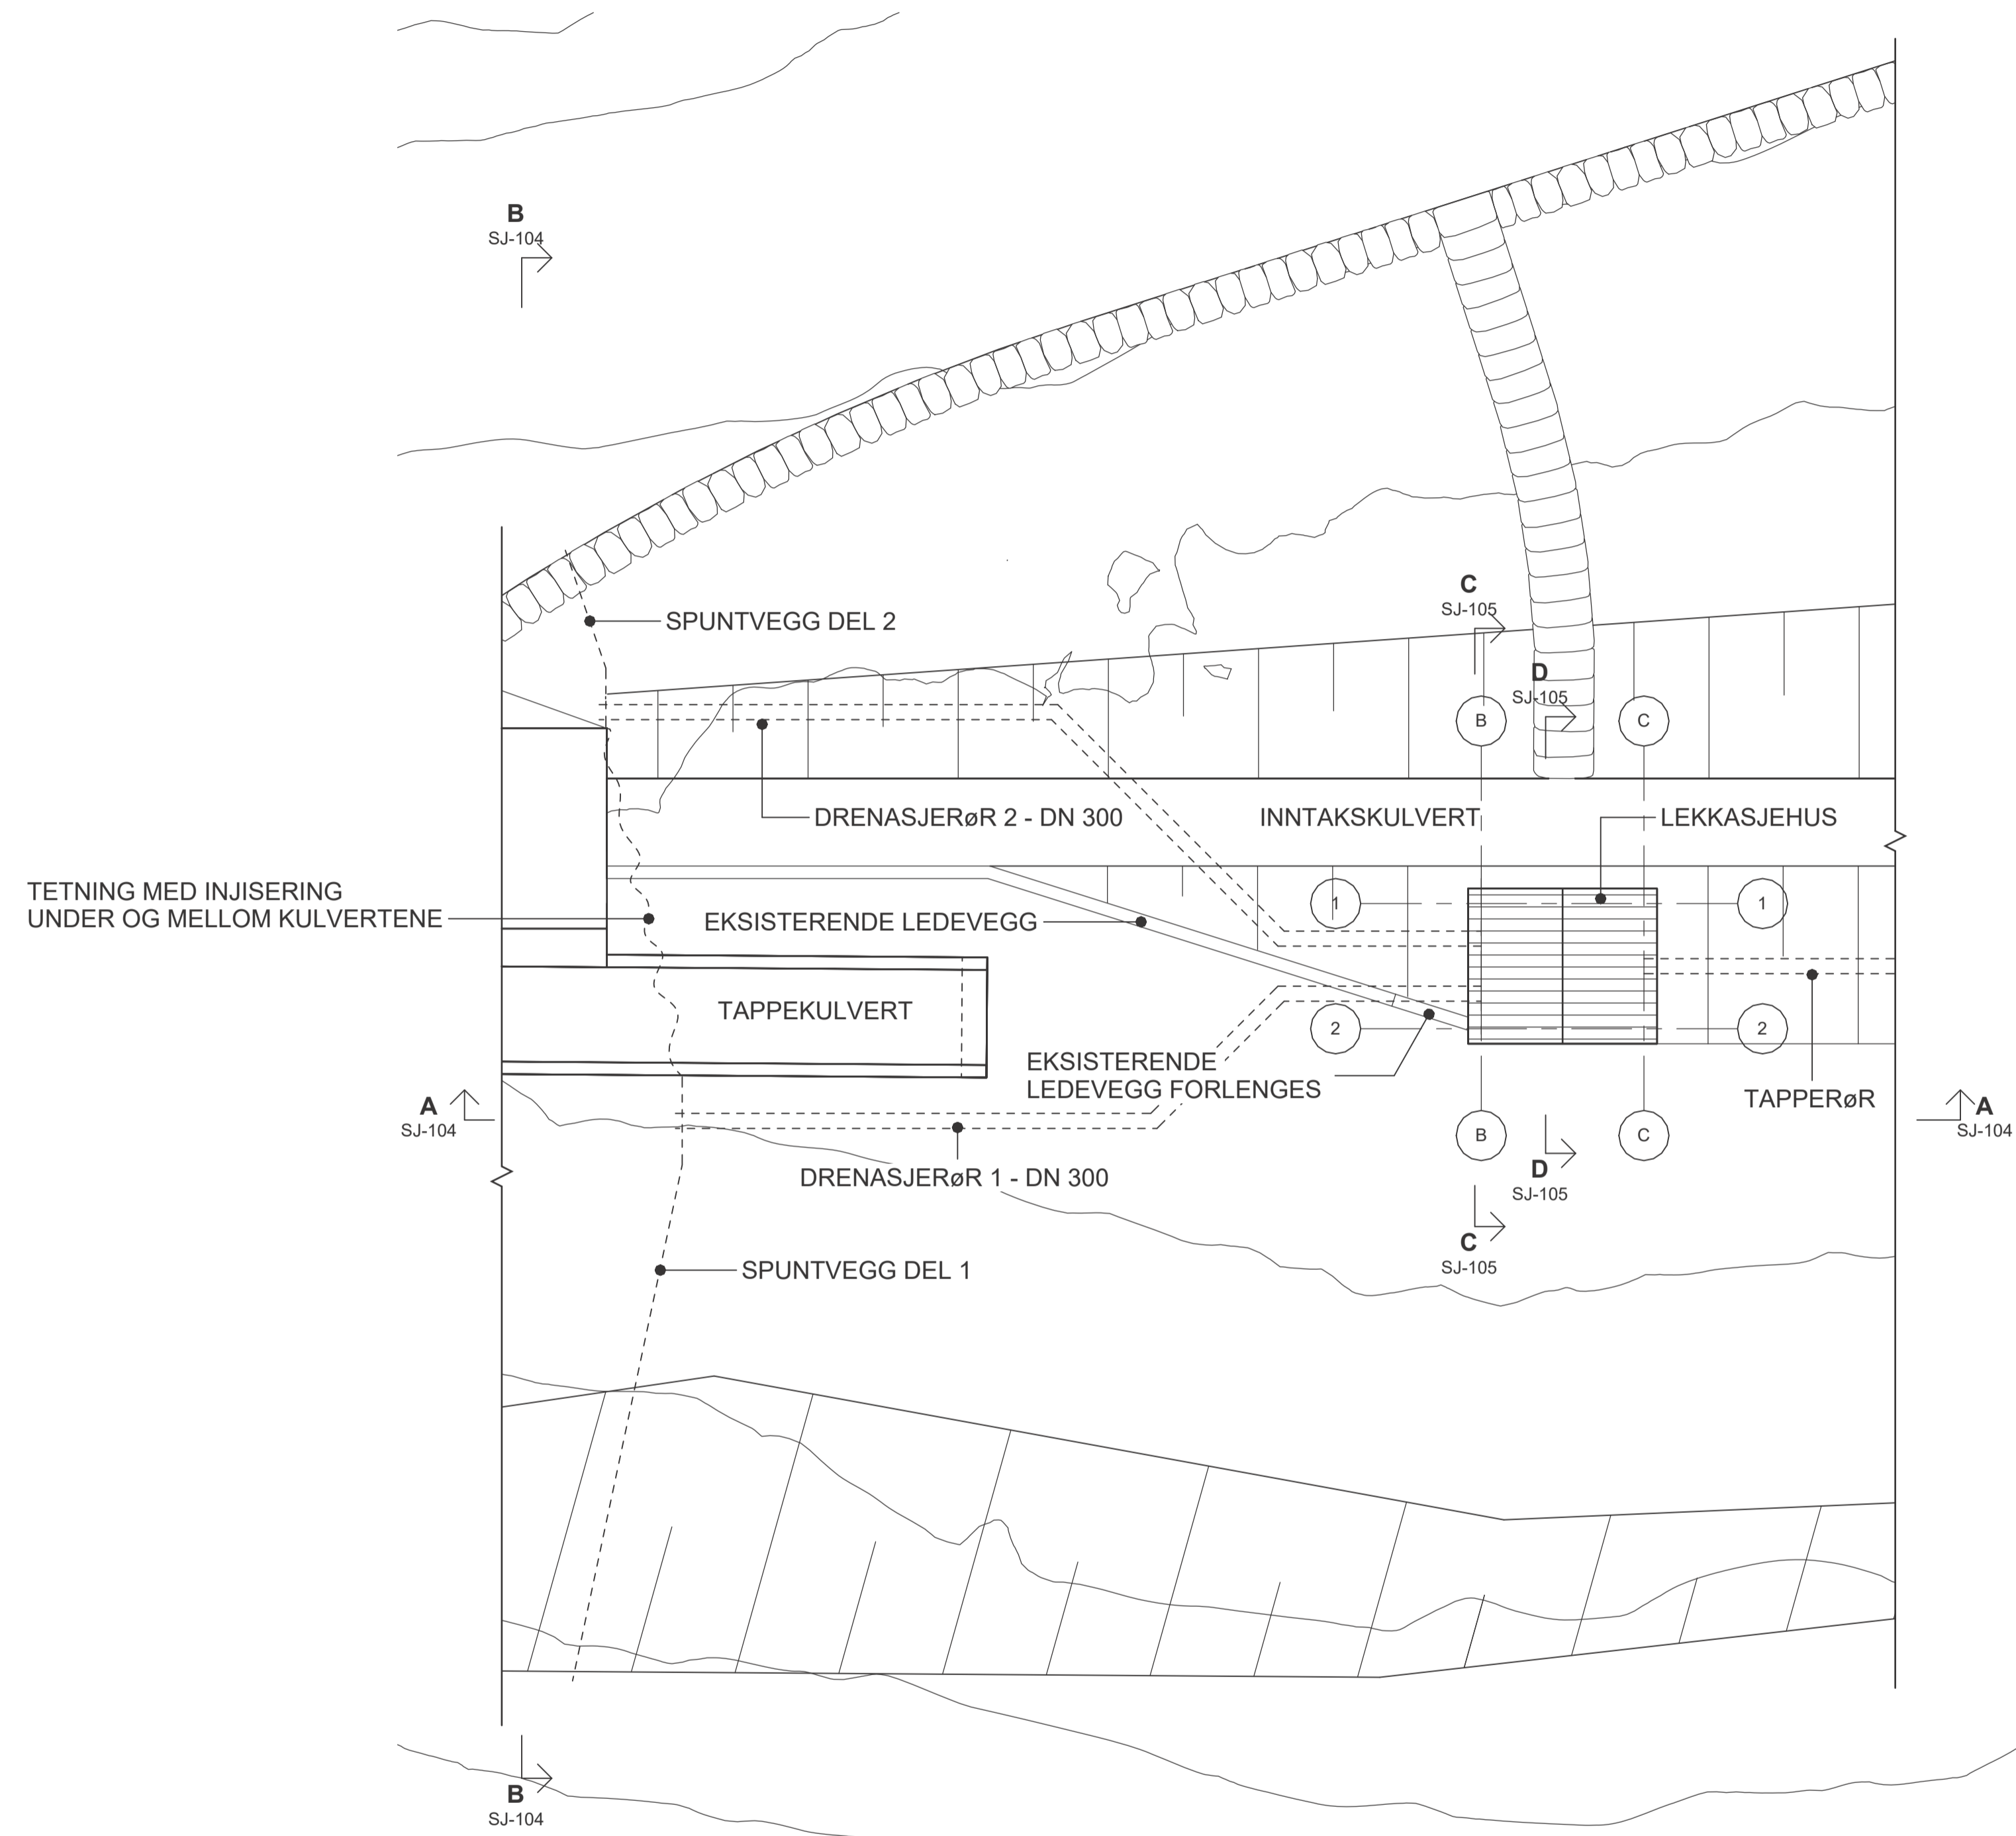 B
SJ-104
SPUNTVEGG DEL 2
C
SJ-105
D
SJ-105
B
C
DRENASJERøR 2 - DN 300
INNTAKSKULVERT
LEKKASJEHUS
TETNING MED INJISERING
UNDER OG MELLOM KULVERTENE
EKSISTERENDE LEDEVEGG
1
1
TAPPEKULVERT
2
2
EKSISTERENDE
LEDEVEGG FORLENGES
TAPPERøR
A
SJ-104
A
SJ-104
B
C
DRENASJERøR 1 - DN 300
D
SJ-105
C
SJ-105
SPUNTVEGG DEL 1
B
SJ-104